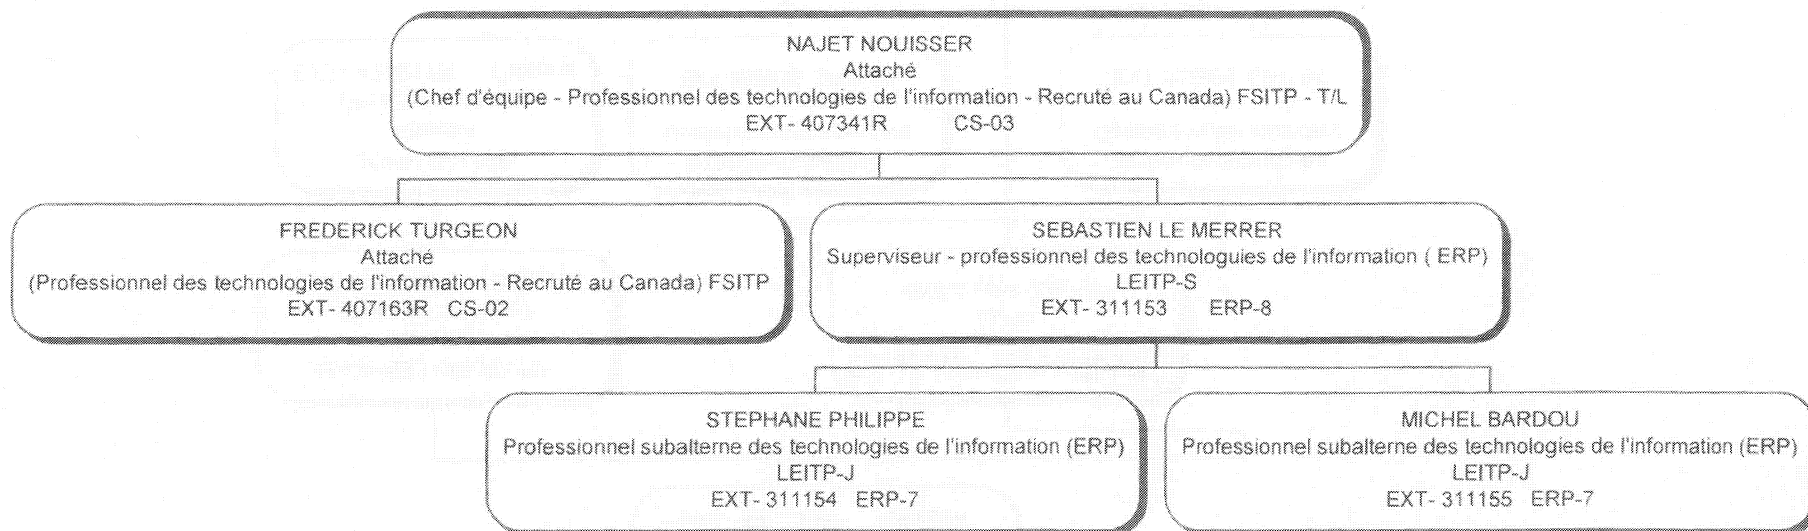 NAJET NOUISSER
Attaché
(Chef d'équipe - Professionnel des technologies de l'information - Recruté au Canada) FSITP - T/L
EXT- 407341R CS-03
FREDERICK TURGEON
Attaché
(Professionnel des technologies de l'information - Recruté au Canada) FSITP
EXT- 407163R CS-02
SEBASTIEN LE MERRER
Superviseur - professionnel des technologuies de l'information ( ERP)
LEITP-S
EXT- 311153 ERP-8
STEPHANE PHILIPPE
Professionnel subalterne des technologies de l'information (ERP)
LEITP-J
EXT- 311154 ERP-7
MICHEL BARDOU
Professionnel subalterne des technologies de l'information (ERP)
LEITP-J
EXT- 311155 ERP-7